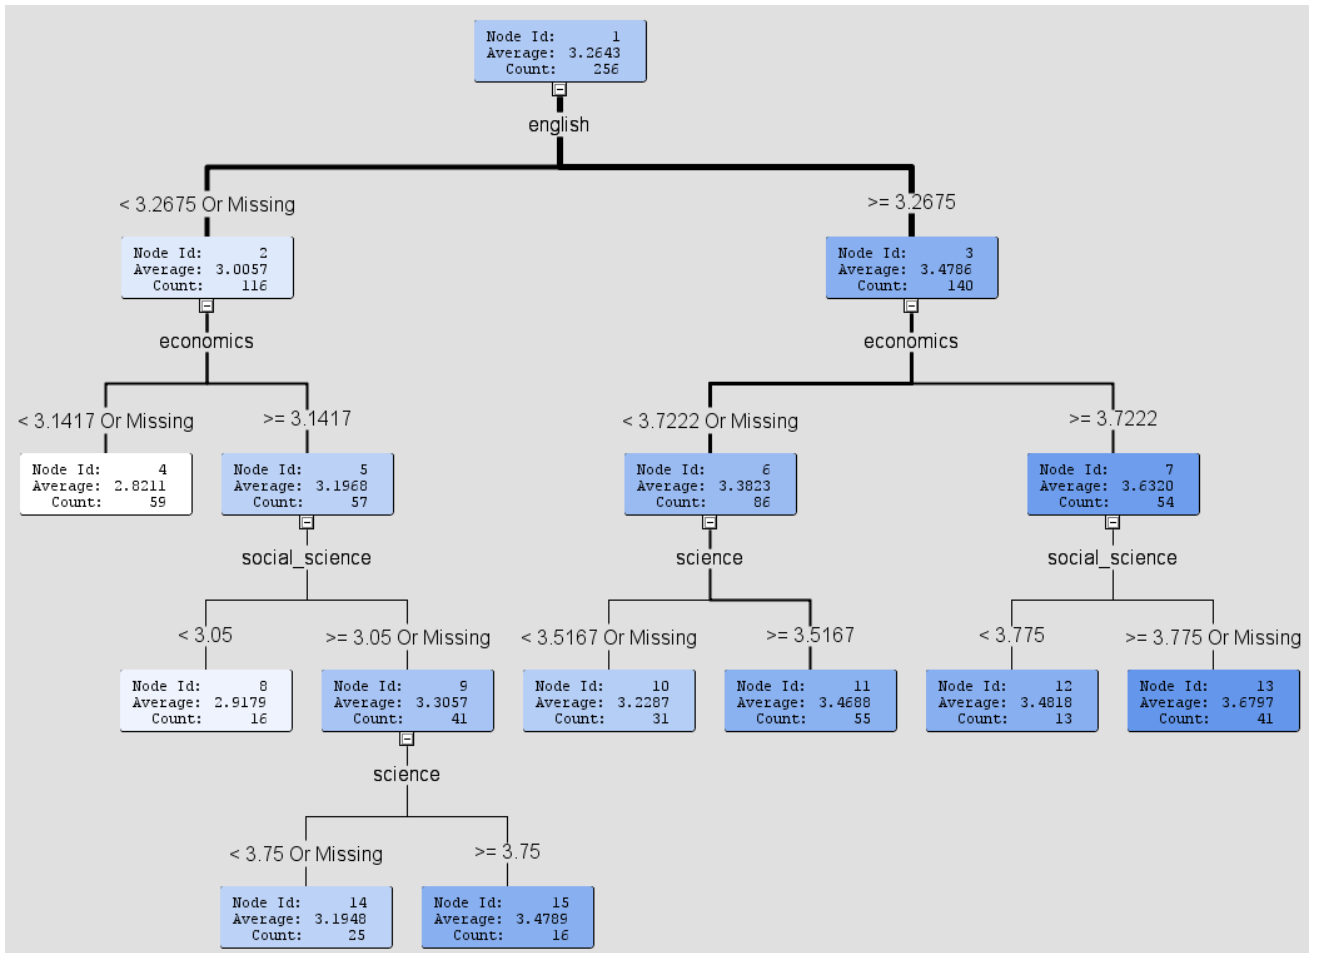 Node Id: 1
Average: 3.2643
Count: 256
english
< 3.2675 Or Missing
>= 3.2675
Node Id: 2
Average: 3.0057
Count: 116
Node Id: 3
Average: 3.4786
Count: 140
economics
economics
< 3.1417 Or Missing
>= 3.1417
< 3.7222 Or Missing
>= 3.7222
Node Id: 4
Average: 2.8211
Count: 59
Node Id: 5
Average: 3.1968
Count: 57
Node Id: 6
Average: 3.3823
Count: 86
Node Id: 7
Average: 3.6320
Count: 54
social_science
science
social_science
< 3.05
>= 3.05 Or Missing
< 3.5167 Or Missing
>= 3.5167
< 3.775
>= 3.775 Or Missing
Node Id: 8
Average: 2.9179
Count: 16
Node Id: 9
Average: 3.3057
Count: 41
Node Id: 10
Average: 3.2287
Count: 31
Node Id: 11
Average: 3.4688
Count: 55
Node Id: 12
Average: 3.4818
Count: 13
Node Id: 13
Average: 3.6797
Count: 41
science
< 3.75 Or Missing
>= 3.75
Node Id: 14
Average: 3.1948
Count: 25
Node Id: 15
Average: 3.4789
Count: 16